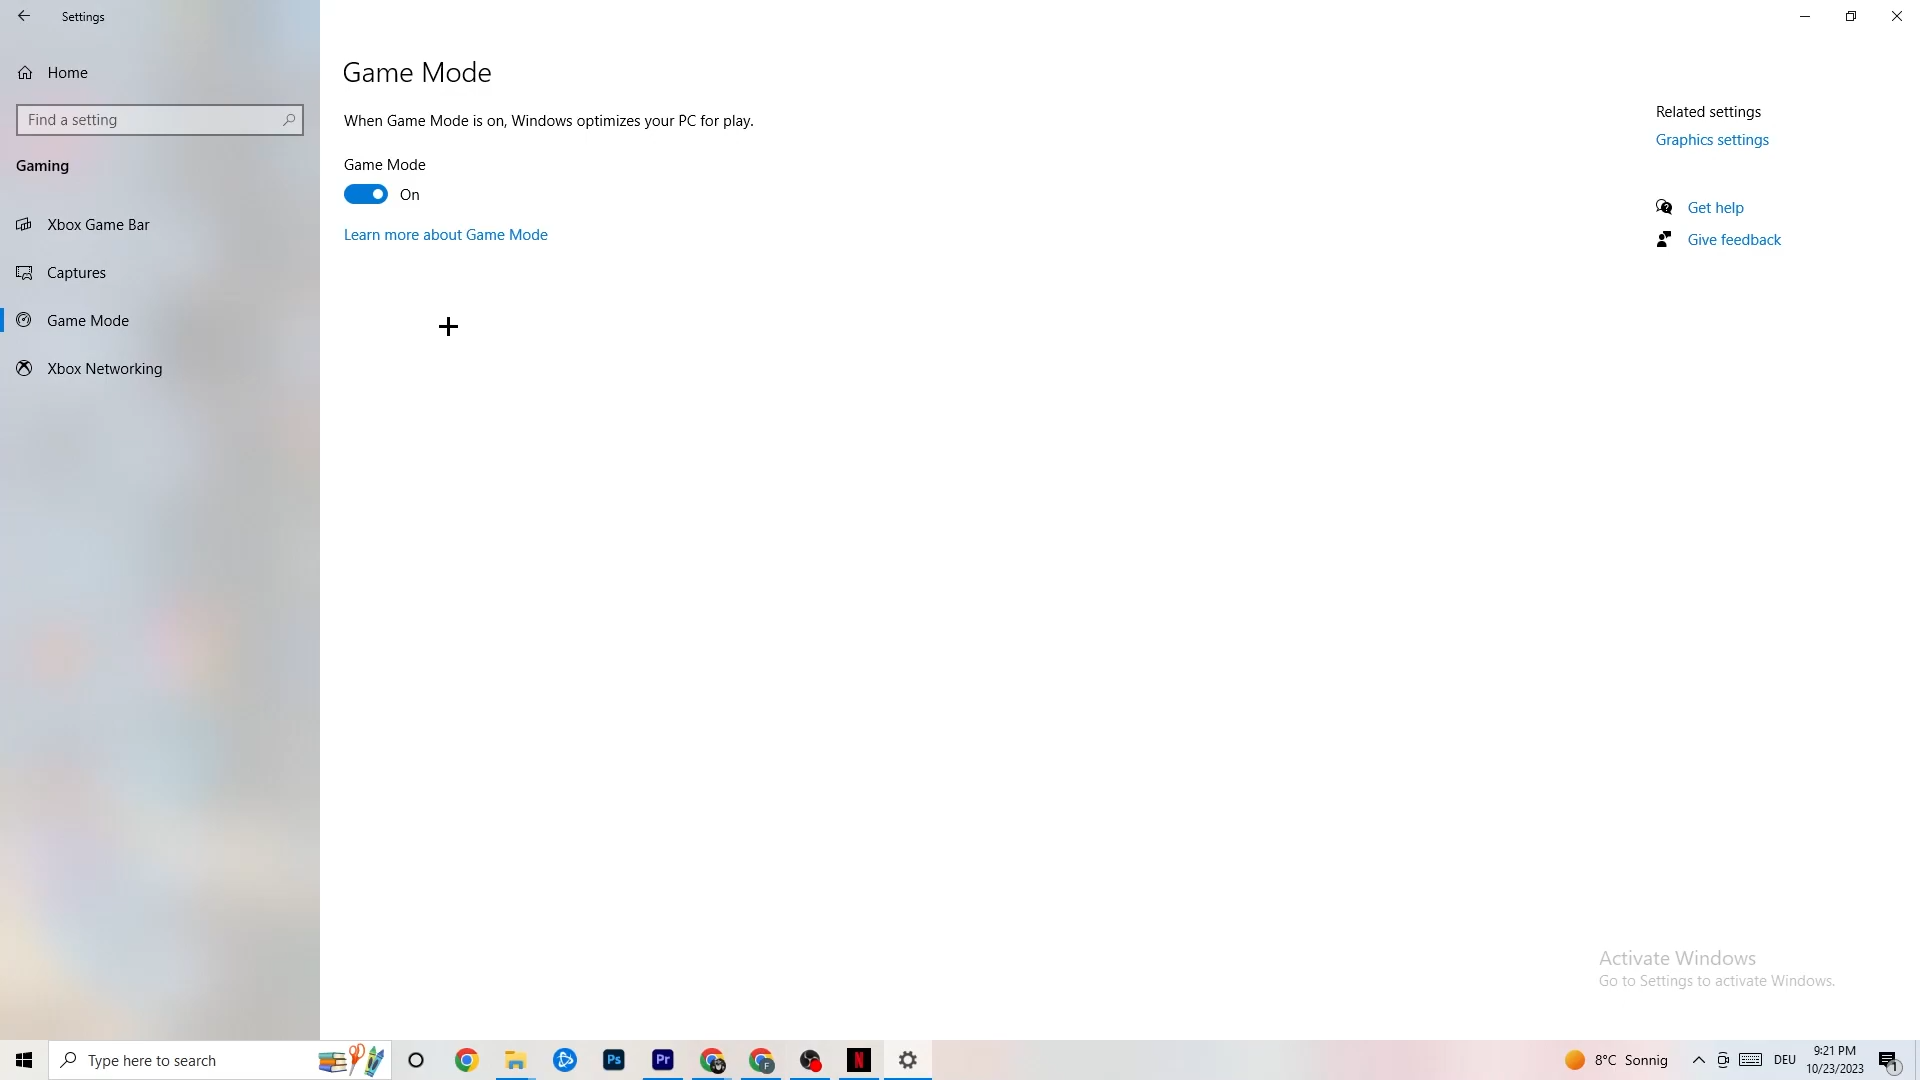 Settings
Home
Find a setting
Gaming
Xbox Game Bar
Captures
Game Mode
Xbox Networking
Game Mode
When Game Mode is on, Windows optimizes your PC for play.
Game Mode
On
Learn more about Game Mode
Related settings
Graphics settings
Get help
Give feedback
Activate Windows
Go to Settings to activate Windows.
Type here to search
Ps
Pr
F
N
8°C Sonnig
DEU
9:21 PM
10/23/2023
1